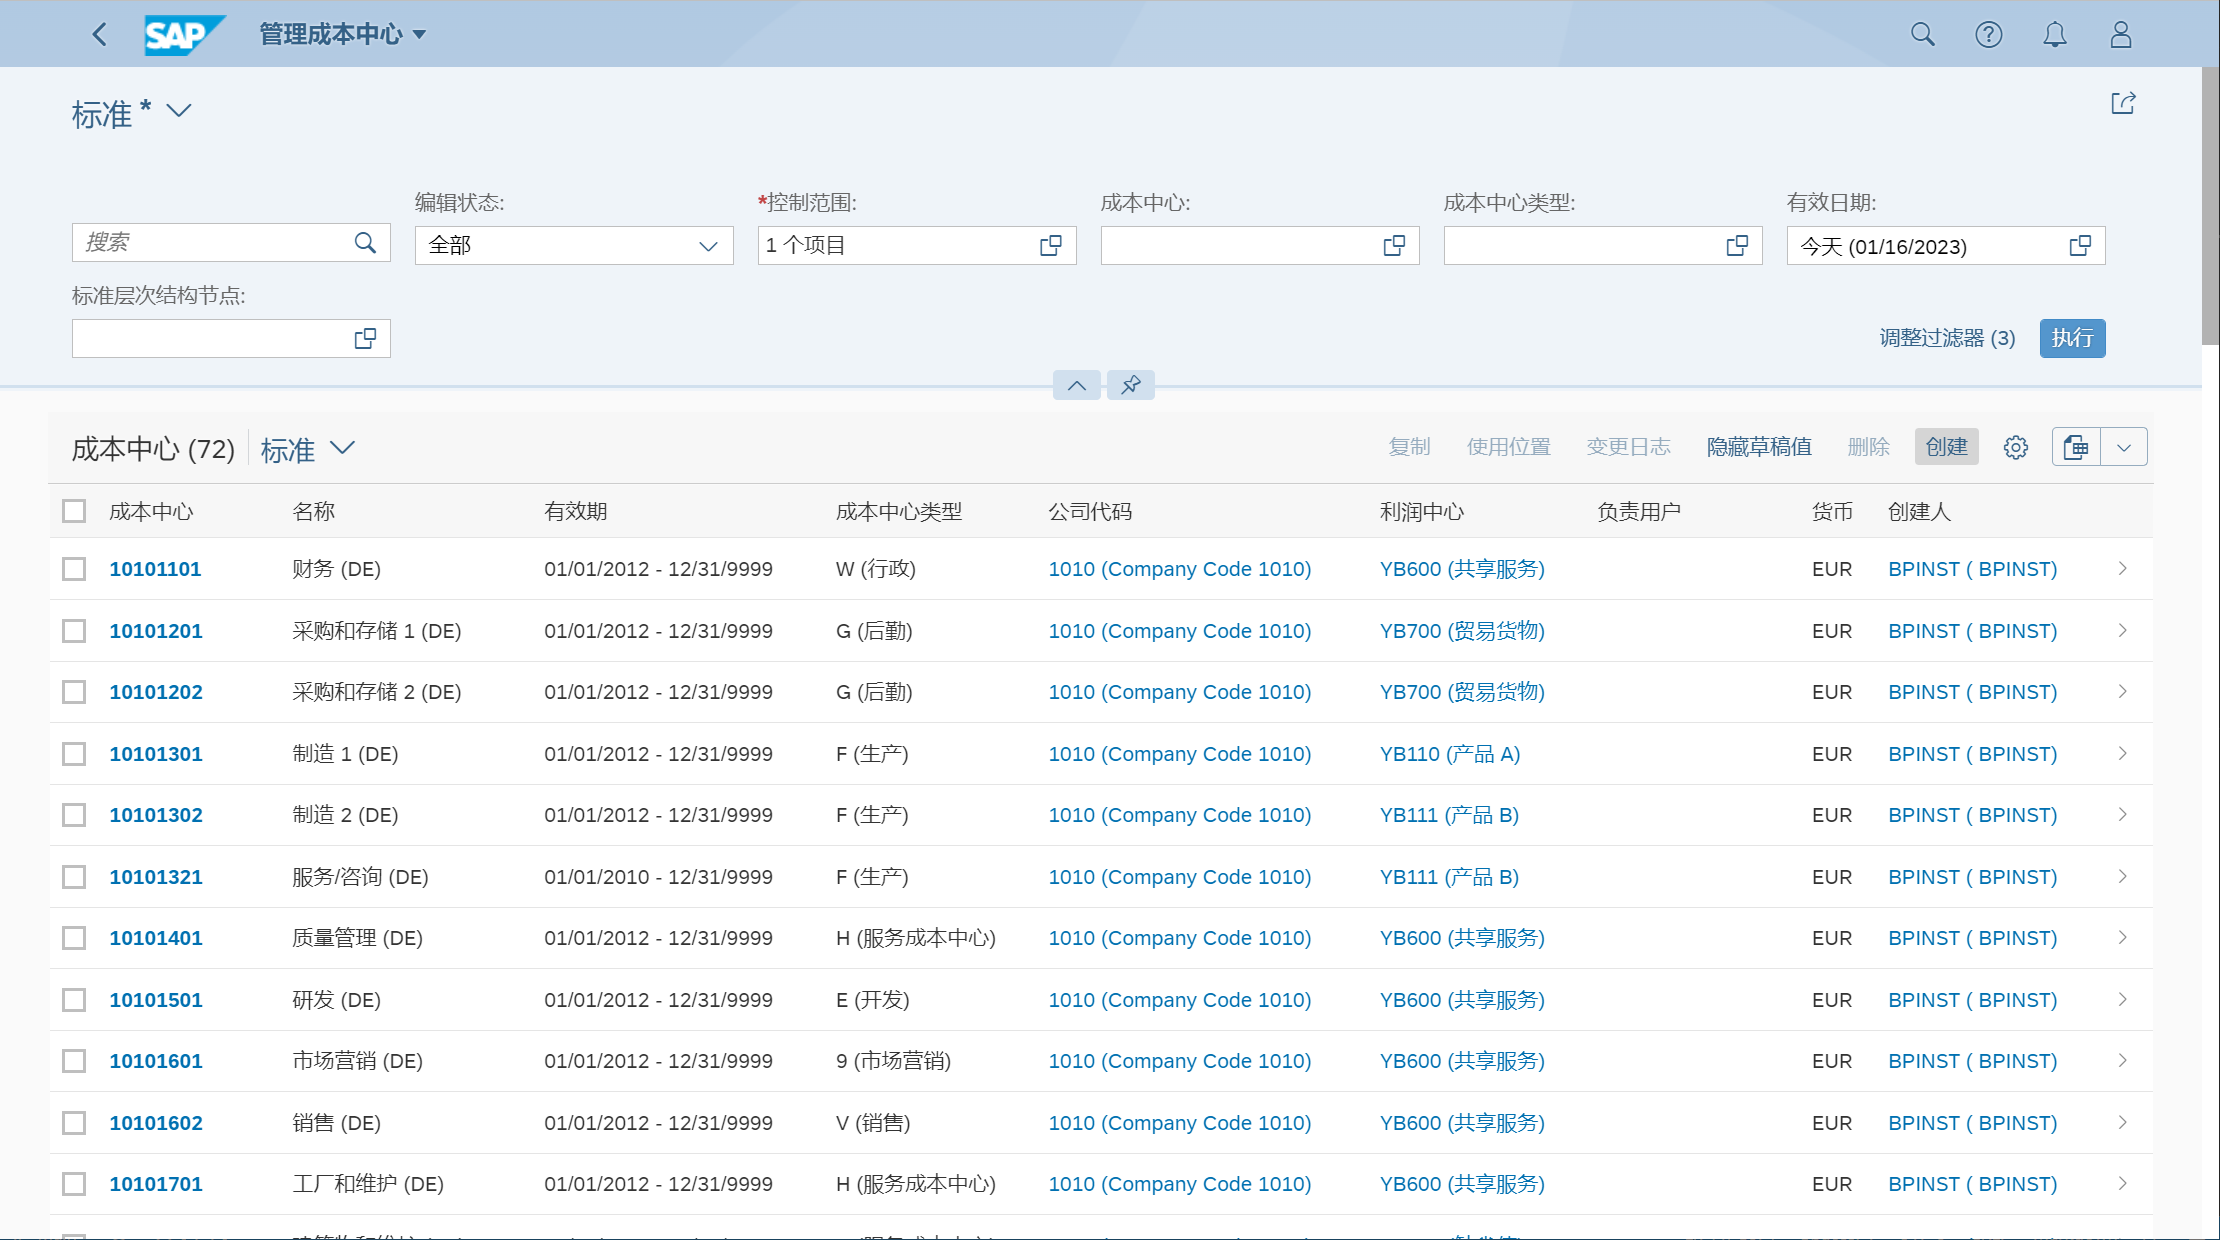 SAP 管理成本中心
标准 *
编辑状态: *控制范围: 成本中心: 成本中心类型: 有效日期:
搜索 全部 1 个项目 今天 (01/16/2023)
标准层次结构节点:
调整过滤器 (3) 执行
成本中心 (72) 标准 复制 使用位置 变更日志 隐藏草稿值 删除 创建
成本中心 名称 有效期 成本中心类型 公司代码 利润中心 负责用户 货币 创建人
10101101 财务 (DE) 01/01/2012 - 12/31/9999 W (行政) 1010 (Company Code 1010) YB600 (共享服务) EUR BPINST ( BPINST)
10101201 采购和存储 1 (DE) 01/01/2012 - 12/31/9999 G (后勤) 1010 (Company Code 1010) YB700 (贸易货物) EUR BPINST ( BPINST)
10101202 采购和存储 2 (DE) 01/01/2012 - 12/31/9999 G (后勤) 1010 (Company Code 1010) YB700 (贸易货物) EUR BPINST ( BPINST)
10101301 制造 1 (DE) 01/01/2012 - 12/31/9999 F (生产) 1010 (Company Code 1010) YB110 (产品 A) EUR BPINST ( BPINST)
10101302 制造 2 (DE) 01/01/2012 - 12/31/9999 F (生产) 1010 (Company Code 1010) YB111 (产品 B) EUR BPINST ( BPINST)
10101321 服务/咨询 (DE) 01/01/2010 - 12/31/9999 F (生产) 1010 (Company Code 1010) YB111 (产品 B) EUR BPINST ( BPINST)
10101401 质量管理 (DE) 01/01/2012 - 12/31/9999 H (服务成本中心) 1010 (Company Code 1010) YB600 (共享服务) EUR BPINST ( BPINST)
10101501 研发 (DE) 01/01/2012 - 12/31/9999 E (开发) 1010 (Company Code 1010) YB600 (共享服务) EUR BPINST ( BPINST)
10101601 市场营销 (DE) 01/01/2012 - 12/31/9999 9 (市场营销) 1010 (Company Code 1010) YB600 (共享服务) EUR BPINST ( BPINST)
10101602 销售 (DE) 01/01/2012 - 12/31/9999 V (销售) 1010 (Company Code 1010) YB600 (共享服务) EUR BPINST ( BPINST)
10101701 工厂和维护 (DE) 01/01/2012 - 12/31/9999 H (服务成本中心) 1010 (Company Code 1010) YB600 (共享服务) EUR BPINST ( BPINST)